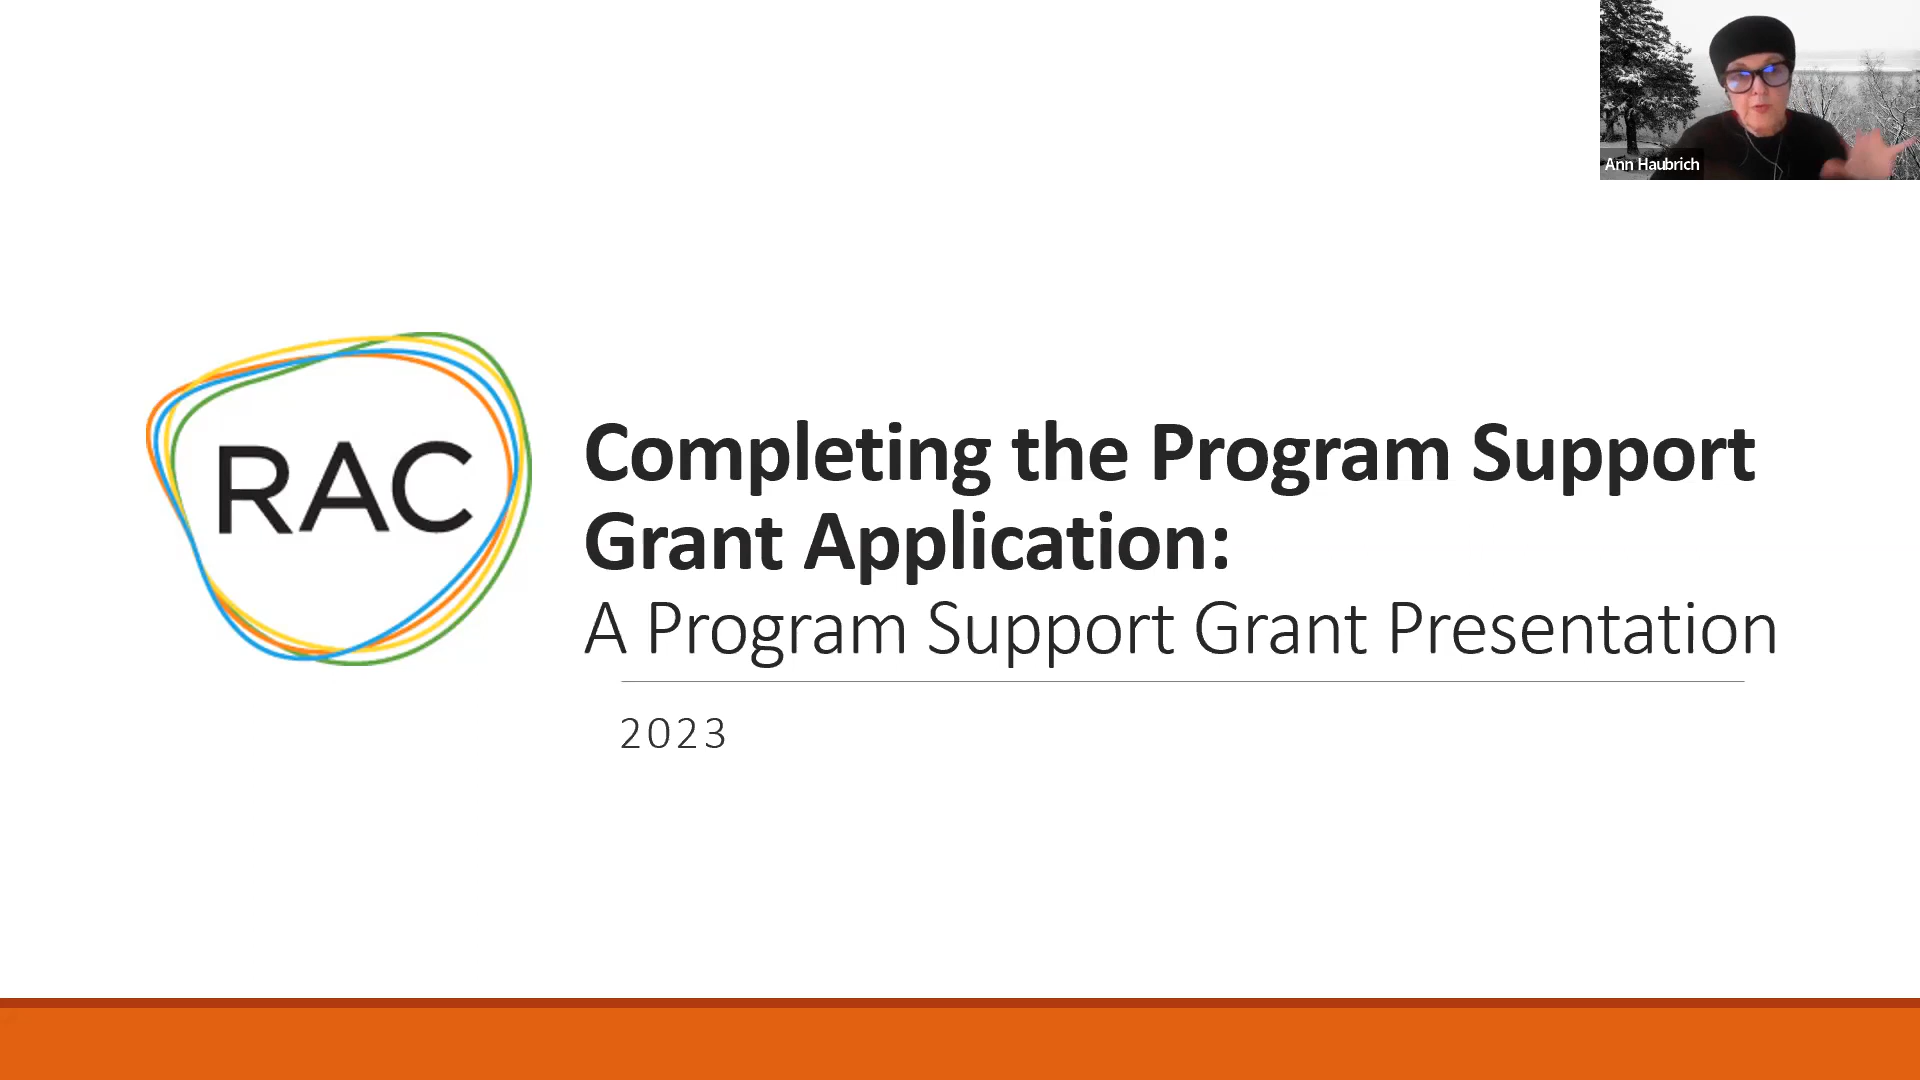 Ann Haubrich
RAC
Completing the Program Support
Grant Application:
A Program Support Grant Presentation
2023